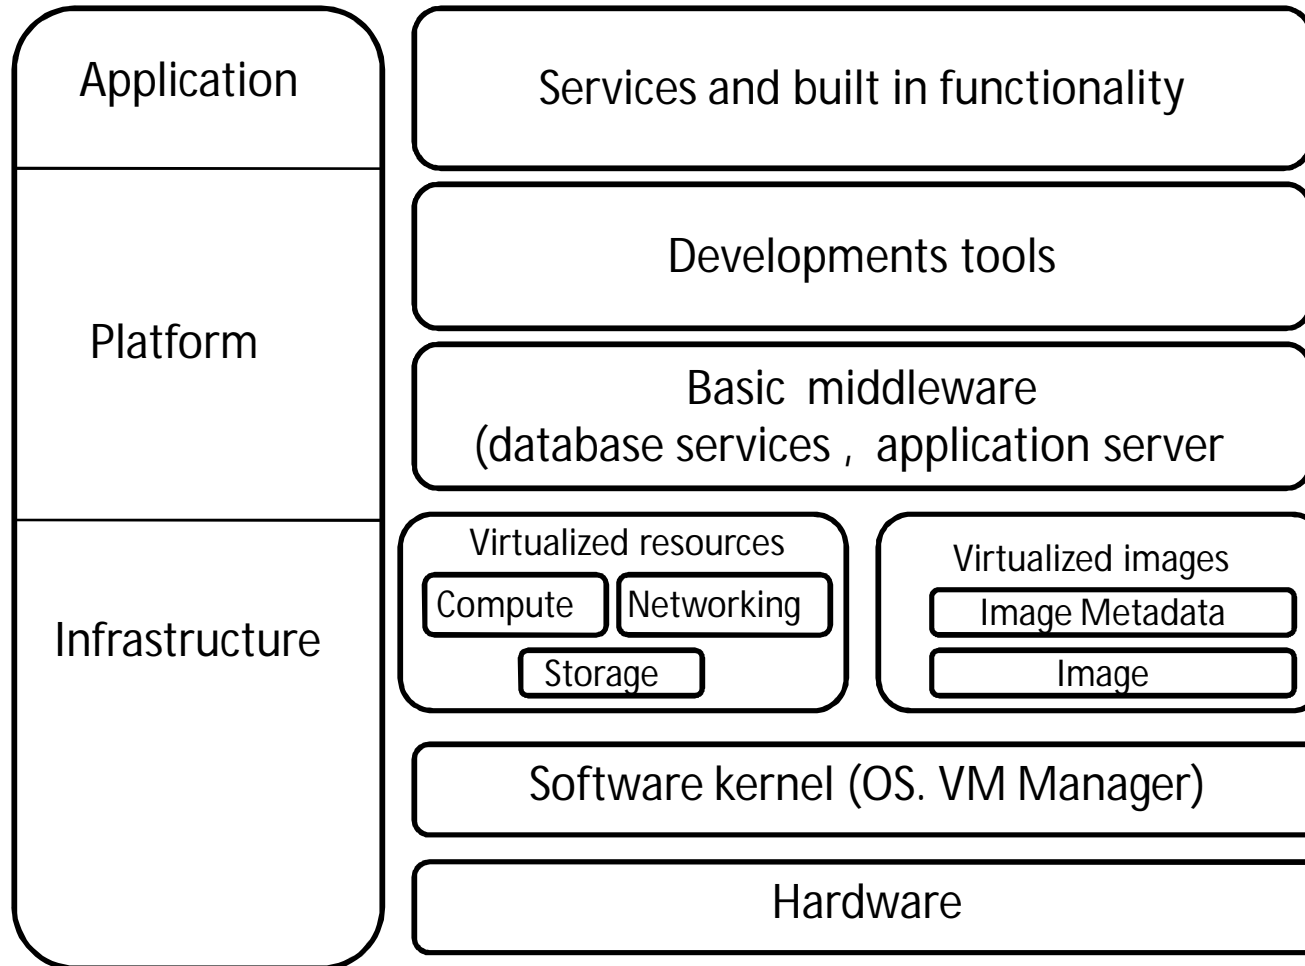 Application
Services and built in functionality
Platform
Developments tools
Basic middleware
(database services , application server
Infrastructure
Virtualized resources
Compute
Networking
Storage
Virtualized images
Image Metadata
Image
Software kernel (OS. VM Manager)
Hardware